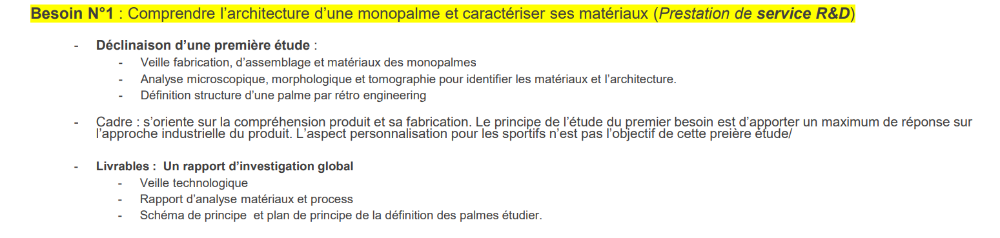 Besoin N°1 : Comprendre l’architecture d’une monopalme et caractériser ses matériaux (Prestation de service R&D)
- Déclinaison d’une première étude :
- Veille fabrication, d’assemblage et matériaux des monopalmes
- Analyse microscopique, morphologique et tomographie pour identifier les matériaux et l’architecture.
- Définition structure d’une palme par rétro engineering
- Cadre : s’oriente sur la compréhension produit et sa fabrication. Le principe de l’étude du premier besoin est d’apporter un maximum de réponse sur
l’approche industrielle du produit. L’aspect personnalisation pour les sportifs n’est pas l’objectif de cette preière étude/
- Livrables : Un rapport d’investigation global
- Veille technologique
- Rapport d’analyse matériaux et process
- Schéma de principe et plan de principe de la définition des palmes étudier.